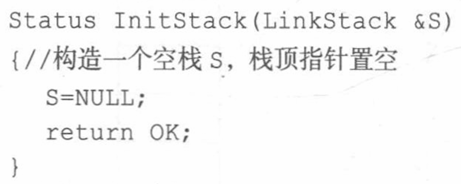 Status InitStack(LinkStack &S)
{//构造一个空栈 S，栈顶指针置空
S=NULL;
return OK;
}